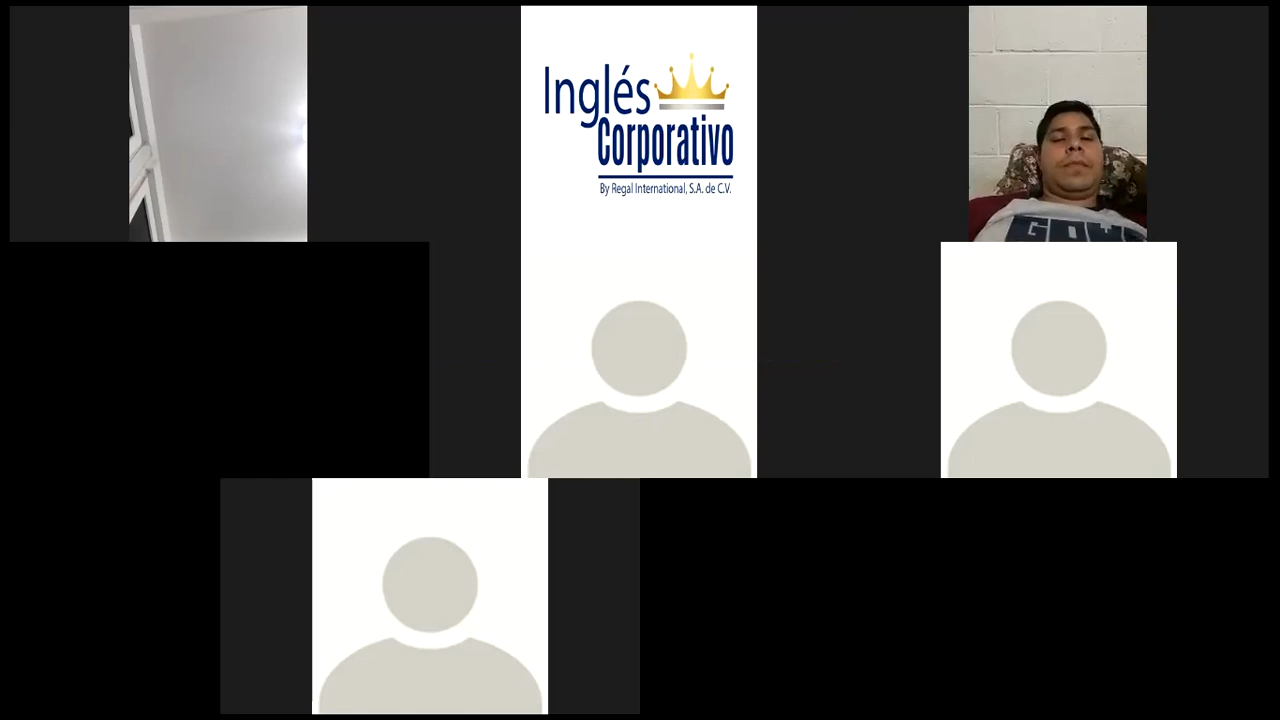 Inglés
Corporativo
By Regal International, S.A. de C.V.